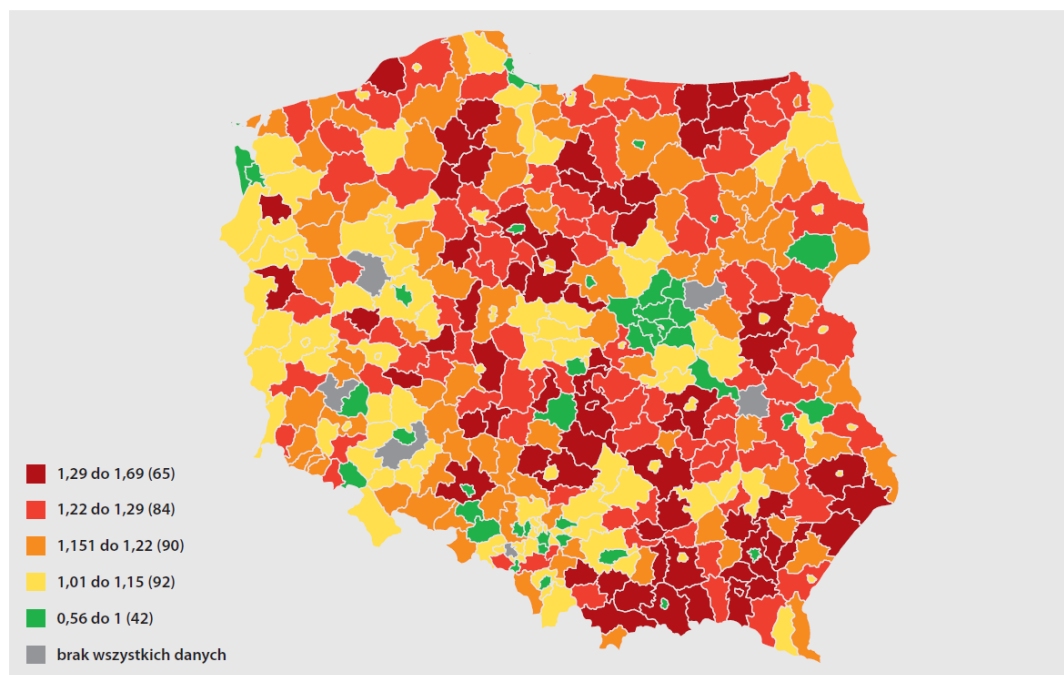 1,29 do 1,69 (65)
1,22 do 1,29 (84)
1,151 do 1,22 (90)
1,01 do 1,15 (92)
0,56 do 1 (42)
brak wszystkich danych